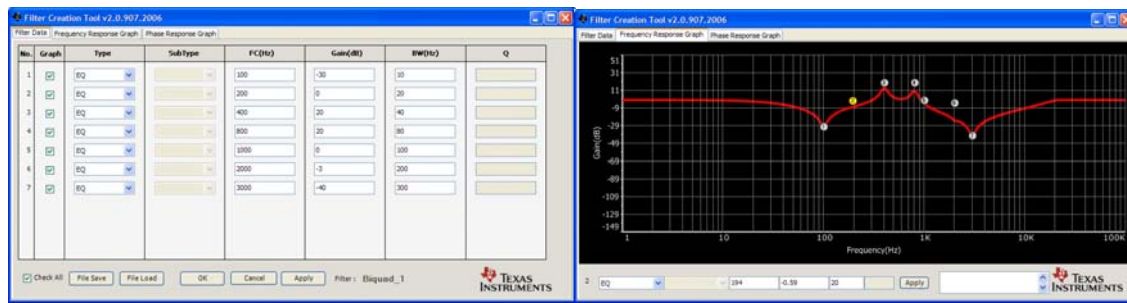 Filter Creation Tool v2.0.907.2006
Filter Data Frequency Response Graph Phase Response Graph
No. Graph Type SubType FC(Hz) Gain(dB) BW(Hz) Q
1 EQ 100 -30 10
2 EQ 200 0 20
3 EQ 400 20 40
4 EQ 800 20 80
5 EQ 1000 0 100
6 EQ 2000 -3 200
7 EQ 3000 -40 300
Check All File Save File Load OK Cancel Apply Filter : Biquad_1 TEXAS INSTRUMENTS
Filter Creation Tool v2.0.907.2006
Filter Data Frequency Response Graph Phase Response Graph
51
31
11
-9
-29
-49
-69
-89
-109
-129
-149
Gain(dB)
1 10 100 1K 10K 100K
Frequency(Hz)
2 EQ 194 -0.59 20 Apply TEXAS INSTRUMENTS